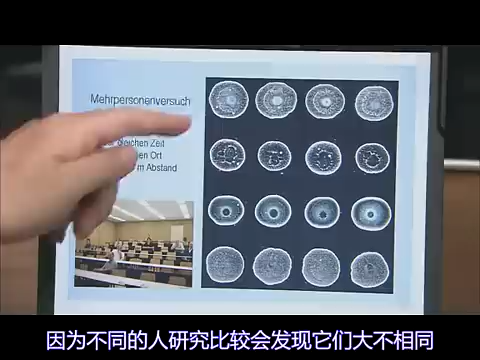 Mehrpersonenversuch
gleichen Zeit
Ort
m Abstand
因为不同的人研究比较会发现它们大不相同